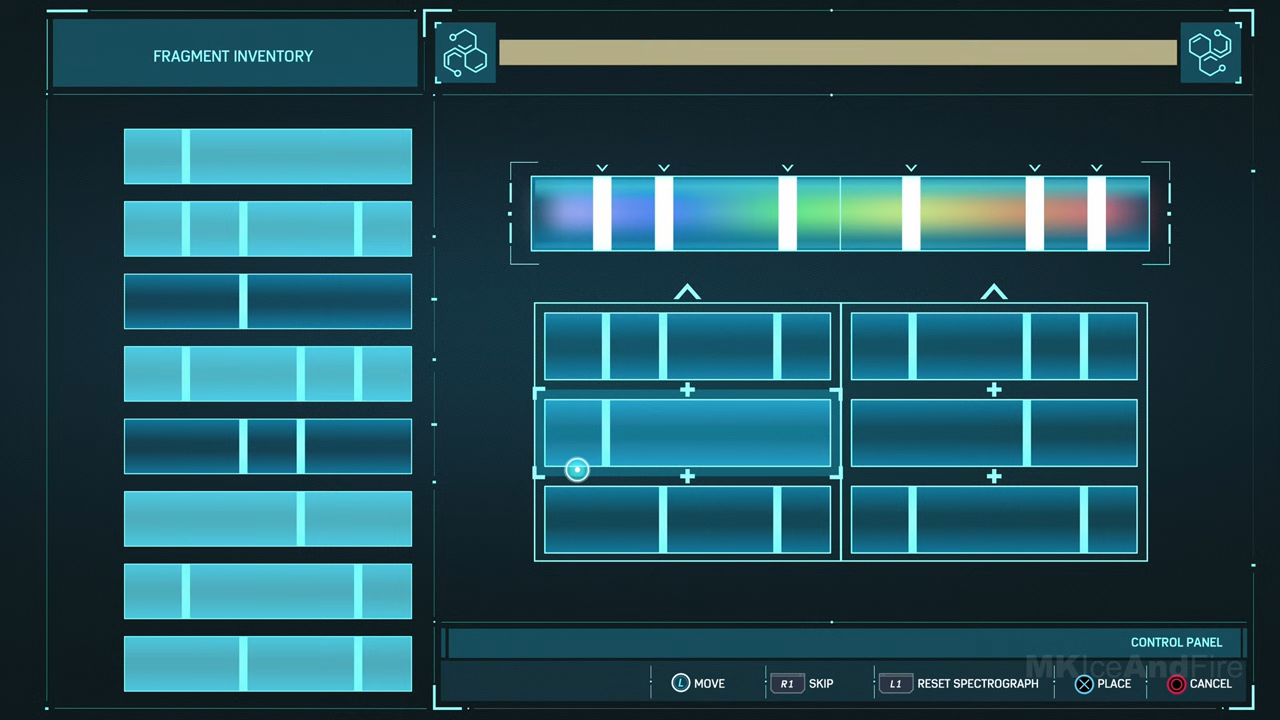 FRAGMENT INVENTORY
CONTROL PANEL
MKIceAndFire
L MOVE
R1 SKIP
L1 RESET SPECTROGRAPH
PLACE
CANCEL